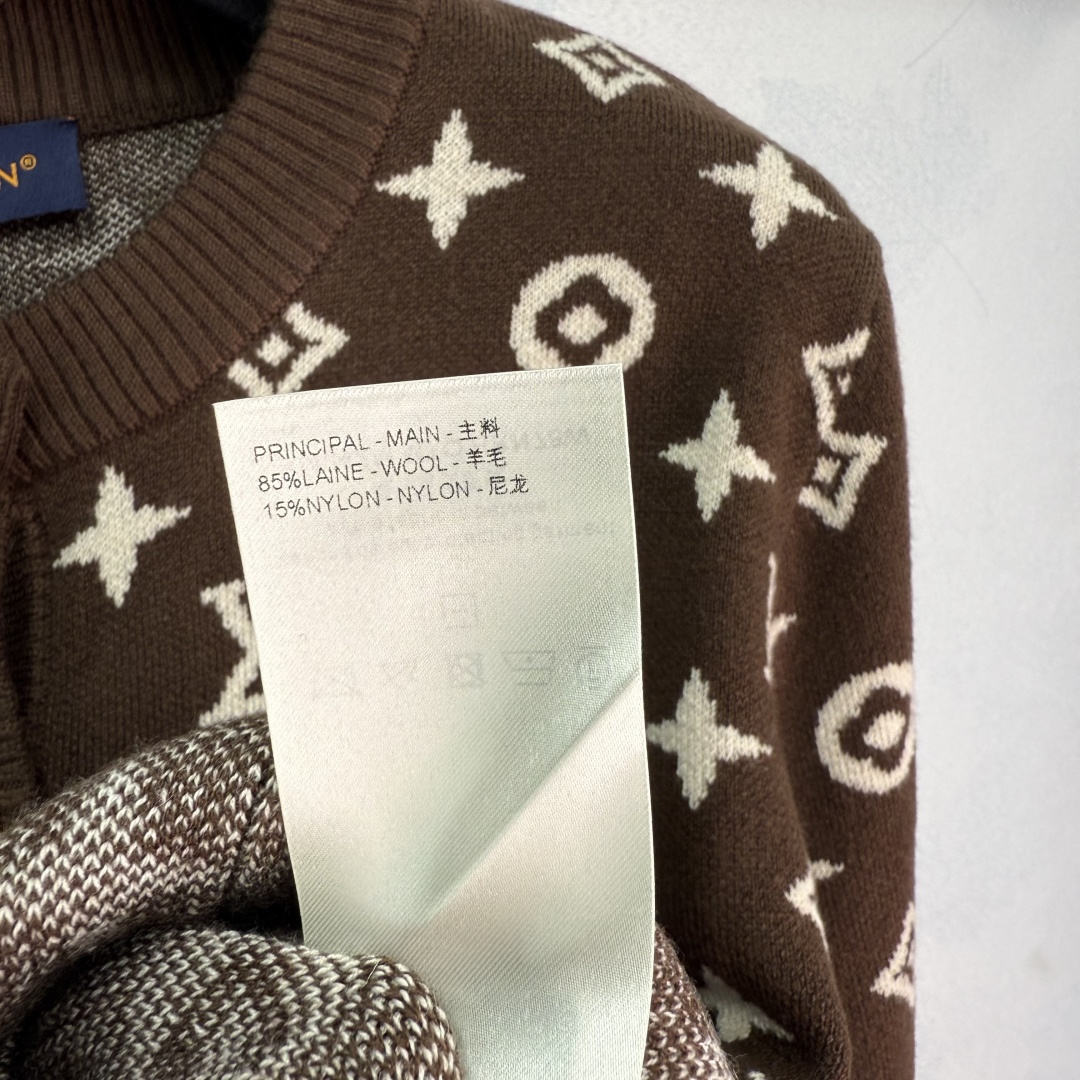 N®
PRINCIPAL - MAIN - 主料
85%LAINE - WOOL - 羊毛
15%NYLON - NYLON - 尼龙